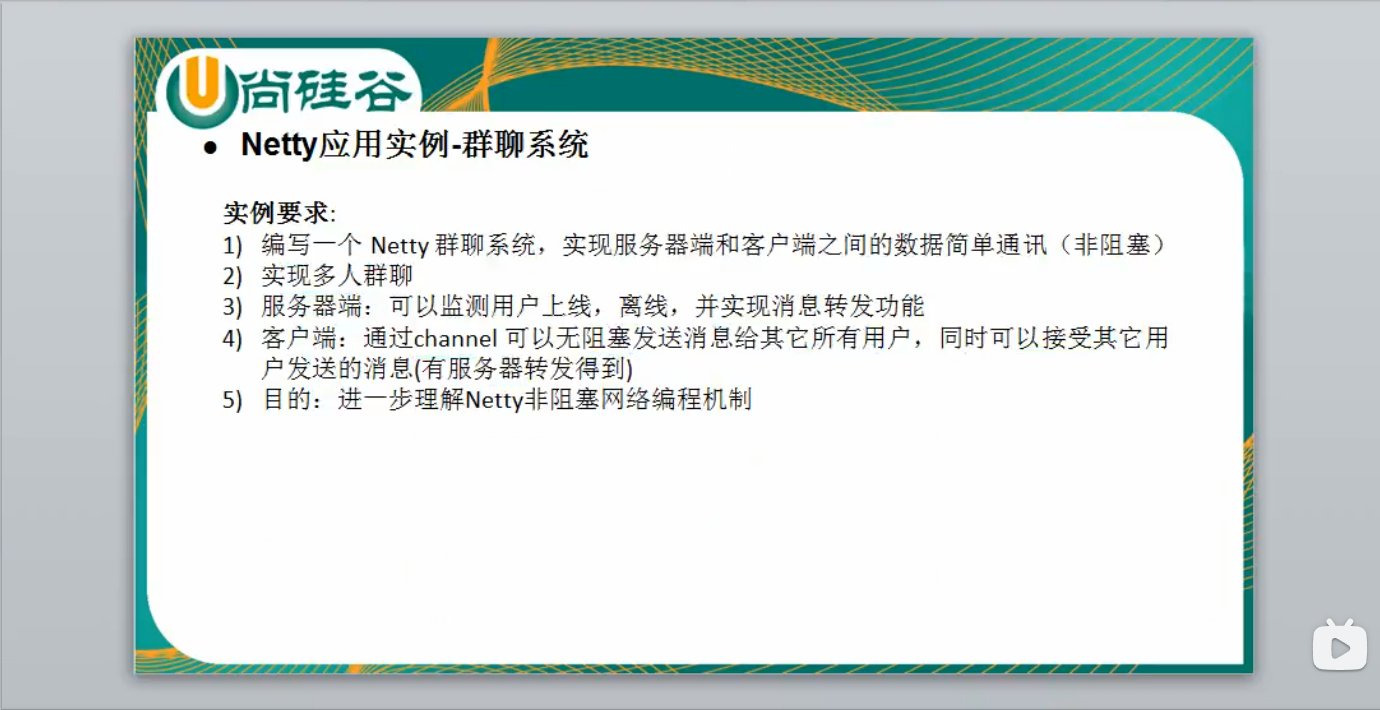 尚硅谷
● Netty应用实例-群聊系统
实例要求:
1) 编写一个 Netty 群聊系统，实现服务器端和客户端之间的数据简单通讯（非阻塞）
2) 实现多人群聊
3) 服务器端：可以监测用户上线，离线，并实现消息转发功能
4) 客户端：通过channel 可以无阻塞发送消息给其它所有用户，同时可以接受其它用
户发送的消息(有服务器转发得到)
5) 目的：进一步理解Netty非阻塞网络编程机制